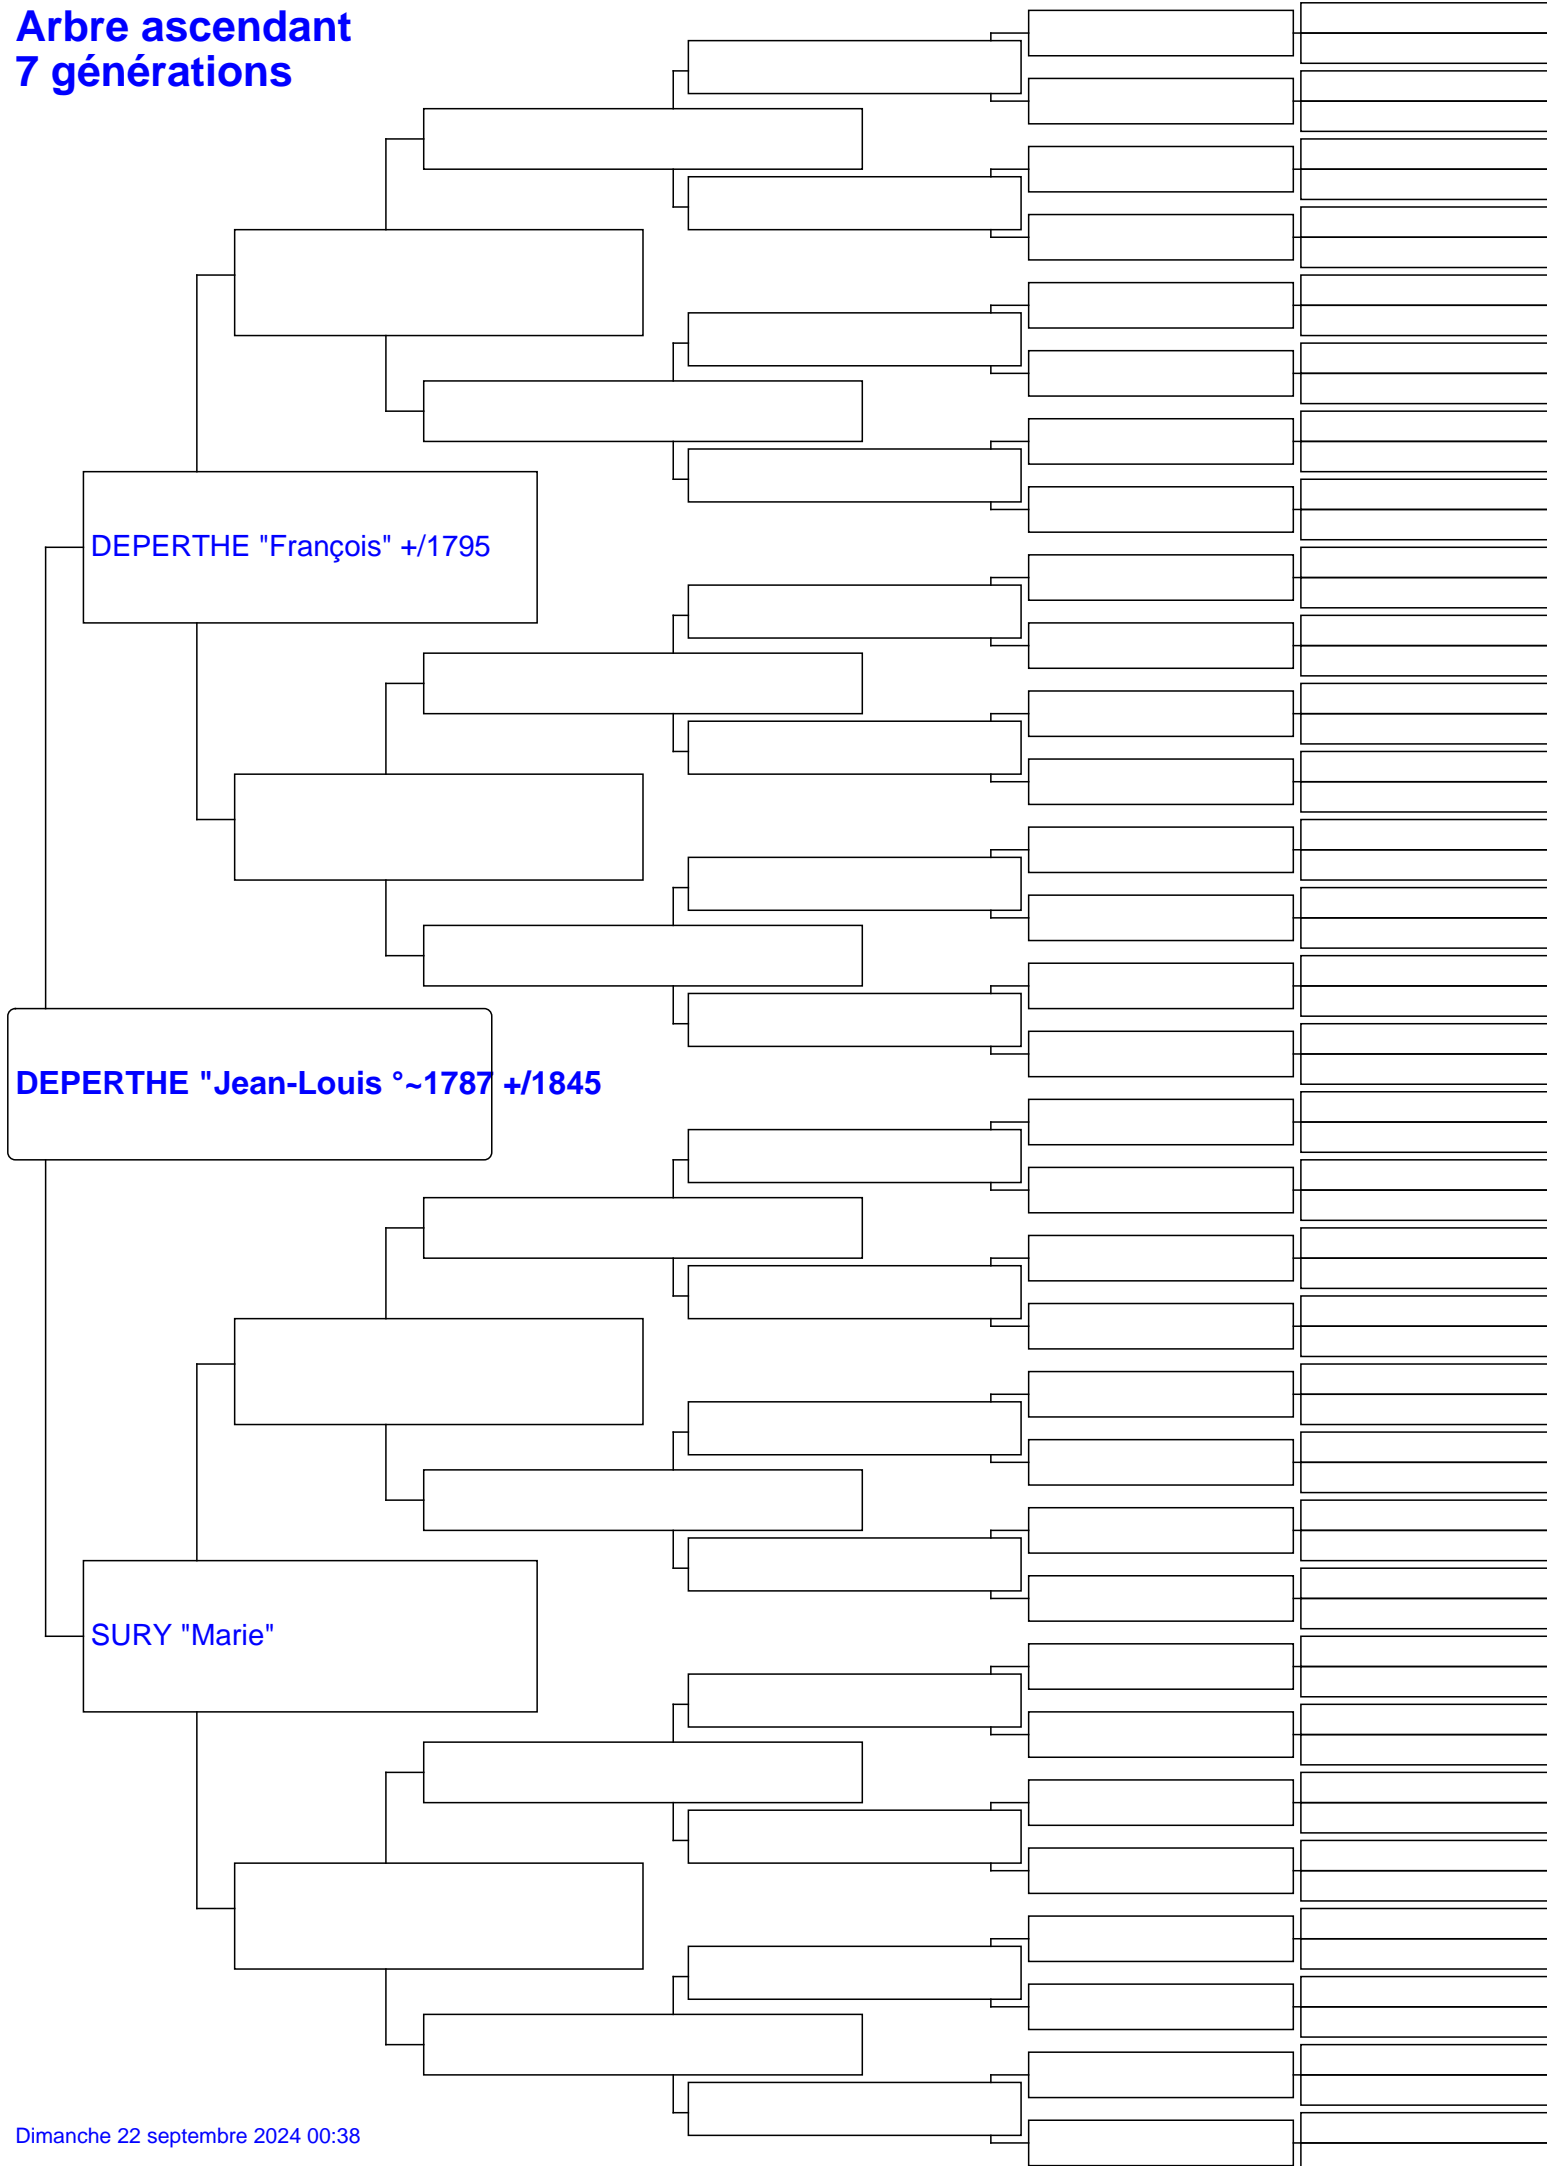 Arbre ascendant
7 générations
DEPERTHE "François" +/1795
DEPERTHE "Jean-Louis °~1787 +/1845
SURY "Marie"
Dimanche 22 septembre 2024 00:38